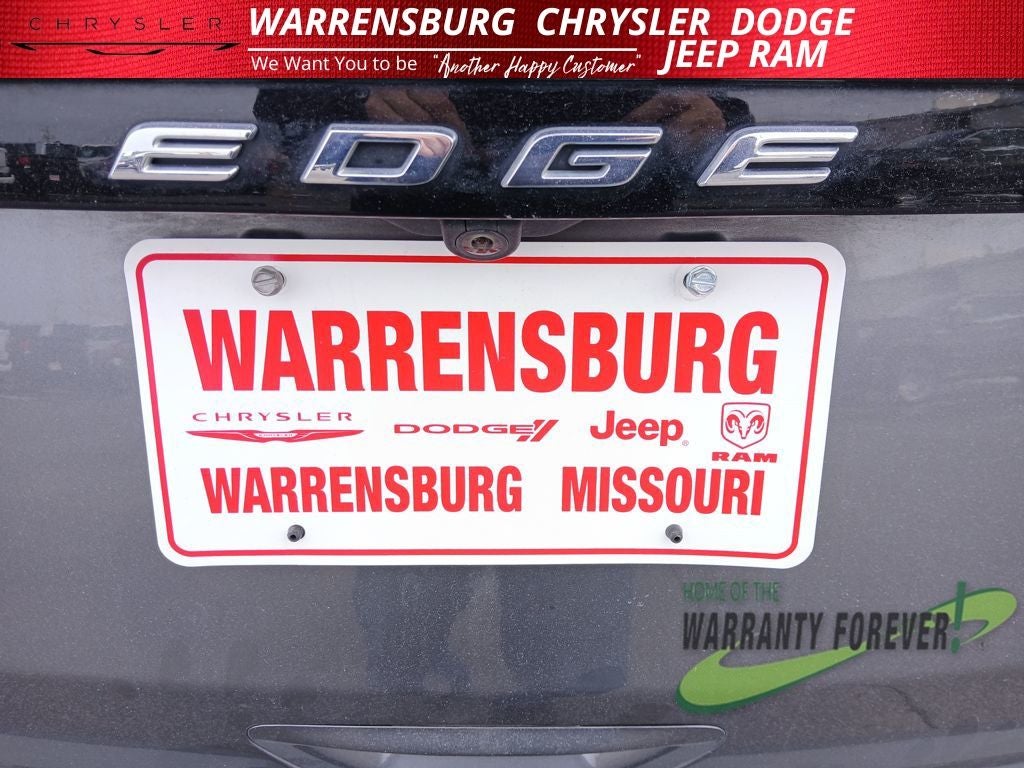 CHRYSLER
WARRENSBURG CHRYSLER DODGE
JEEP RAM
We Want You to be "Another Happy Customer"
EDGE
WARRENSBURG
CHRYSLER DODGE Jeep RAM
WARRENSBURG MISSOURI
HOME OF THE
WARRANTY FOREVER!